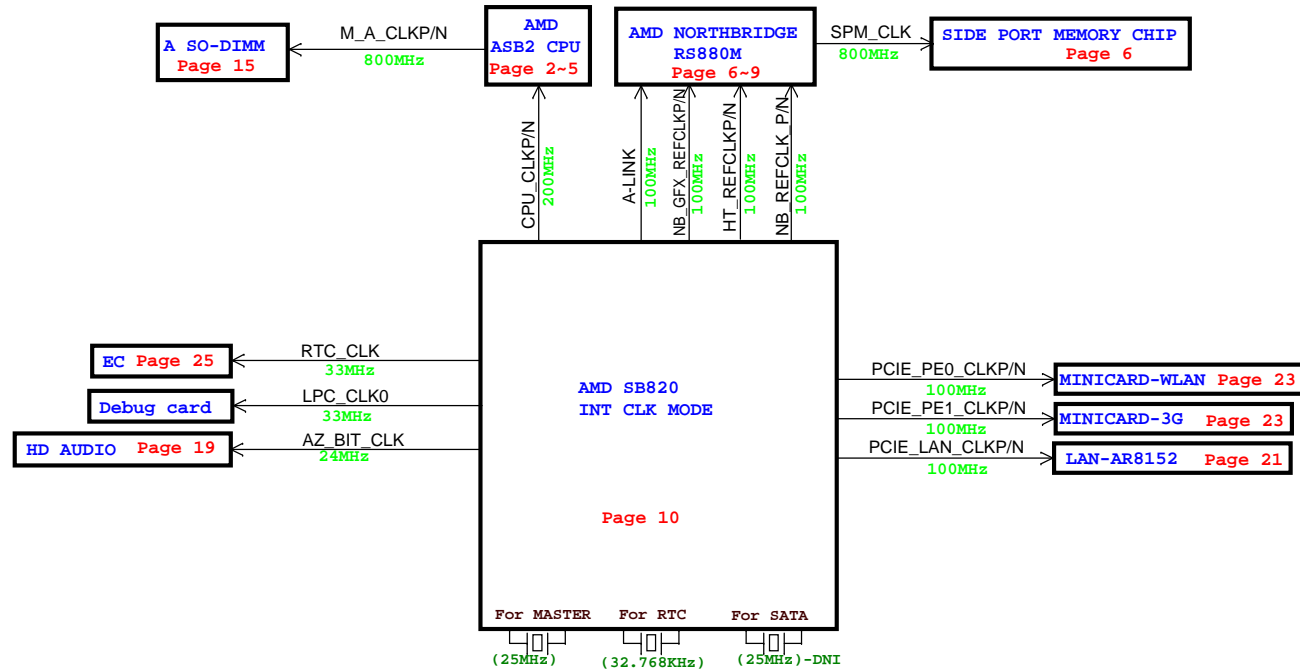 A SO-DIMM
Page 15
M_A_CLKP/N
800MHz
AMD
ASB2 CPU
Page 2~5
AMD NORTHBRIDGE
RS880M
Page 6~9
SPM_CLK
800MHz
SIDE PORT MEMORY CHIP
Page 6
CPU_CLKP/N
200MHz
A-LINK
100MHz
NB_GFX_REFCLKP/N
100MHz
HT_REFCLKP/N
100MHz
NB_REFCLK_P/N
100MHz
EC Page 25
RTC_CLK
33MHz
Debug card
LPC_CLK0
33MHz
HD AUDIO Page 19
AZ_BIT_CLK
24MHz
AMD SB820
INT CLK MODE
Page 10
PCIE_PE0_CLKP/N
100MHz
MINICARD-WLAN Page 23
PCIE_PE1_CLKP/N
100MHz
MINICARD-3G Page 23
PCIE_LAN_CLKP/N
100MHz
LAN-AR8152 Page 21
For MASTER
(25MHz)
For RTC
(32.768KHz)
For SATA
(25MHz)-DNI